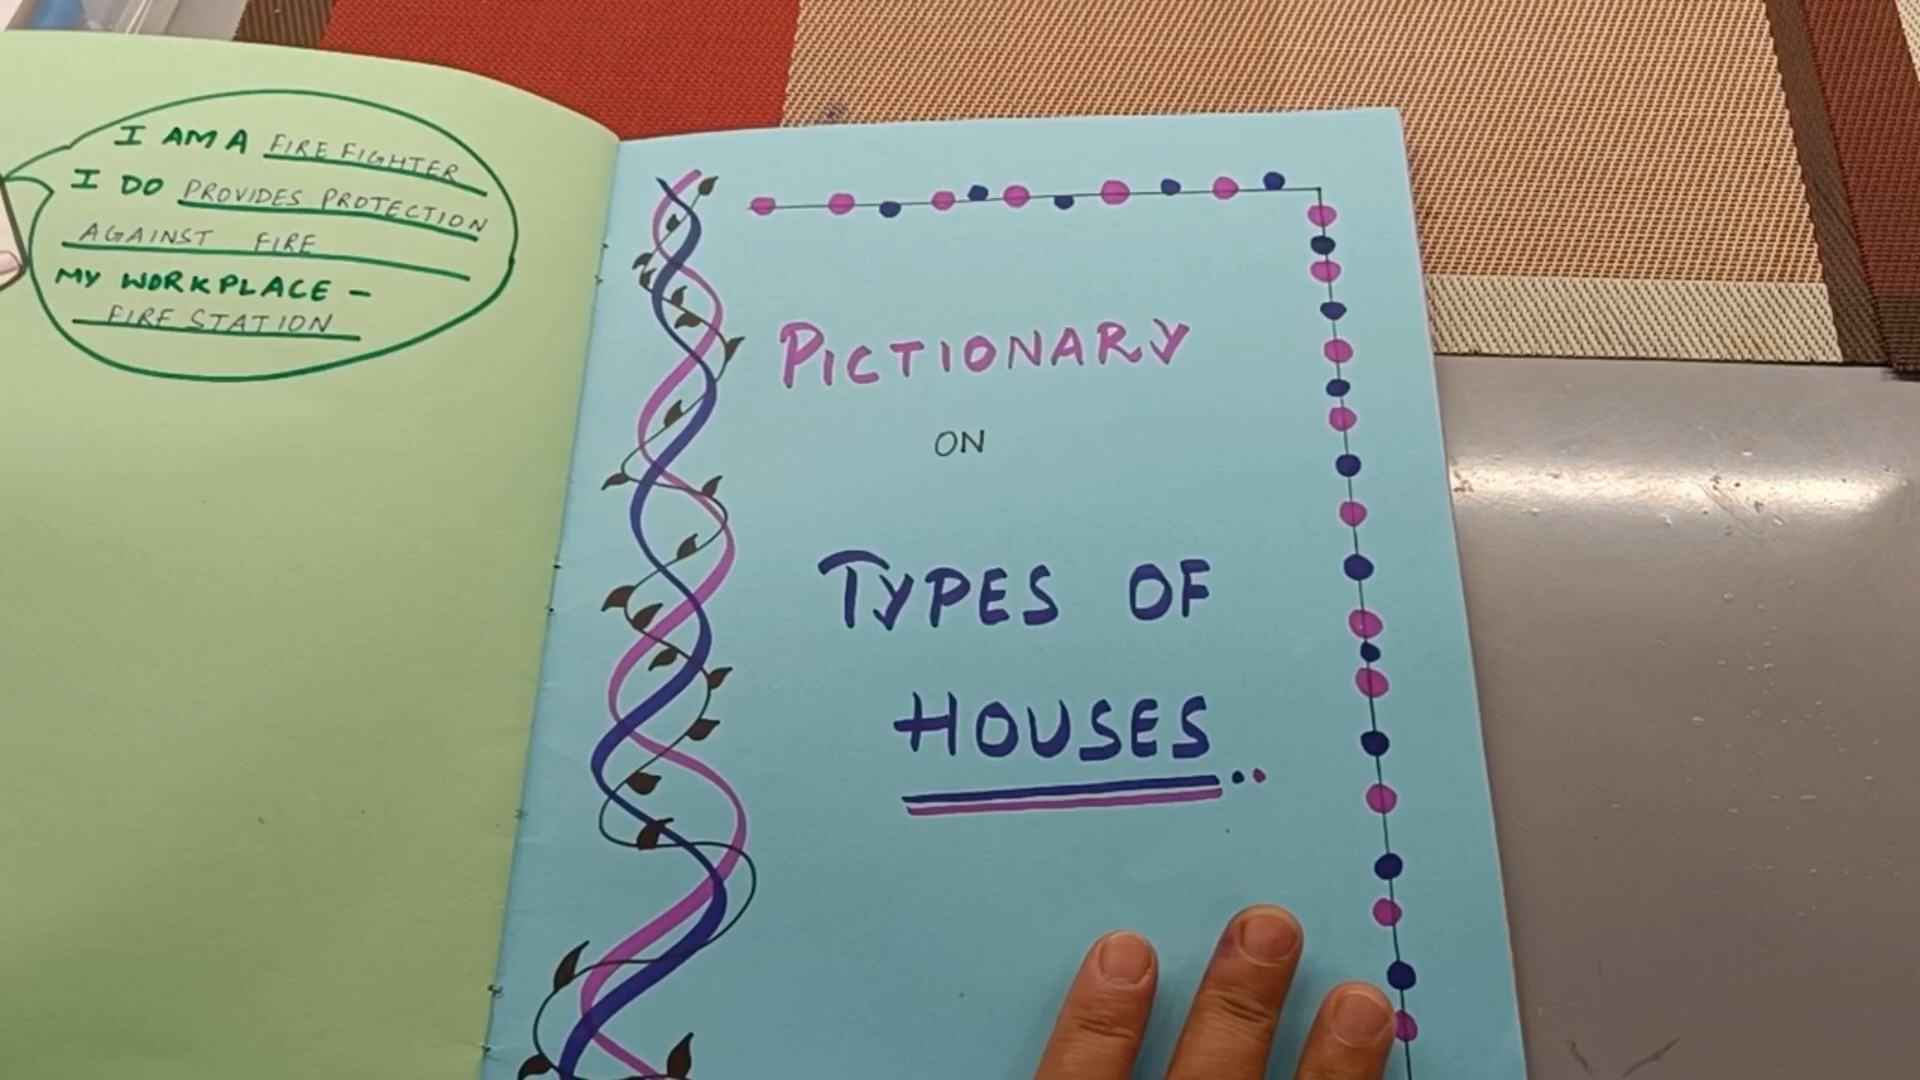 I AM A FIRE FIGHTER
I DO PROVIDES PROTECTION
AGAINST FIRE
MY WORKPLACE -
FIRE STATION
PICTIONARY
ON
TYPES OF
HOUSES